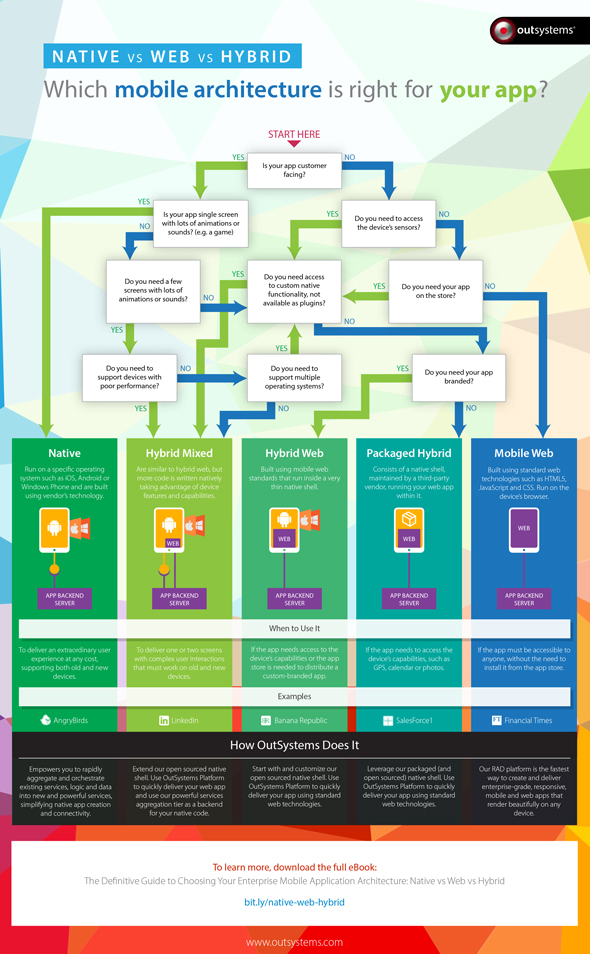 outsystems®
NATIVE VS WEB VS HYBRID
Which mobile architecture is right for your app?
START HERE
YES
Is your app customer
facing?
NO
YES
Is your app single screen
with lots of animations or
sounds? (e.g. a game)
NO
YES
Do you need to access
the device's sensors?
NO
Do you need a few
screens with lots of
animations or sounds?
NO
YES
YES
Do you need access
to custom native
functionality, not
available as plugins?
NO
YES
Do you need your app
on the store?
NO
Do you need to
support devices with
poor performance?
NO
YES
YES
Do you need to
support multiple
operating systems?
NO
YES
Do you need your app
branded?
NO
Native
Run on a specific operating
system such as iOS, Android or
Windows Phone and are built
using vendor's technology.
APP BACKEND
SERVER
Hybrid Mixed
Are similar to hybrid web, but
more code is written natively
taking advantage of device
features and capabilities.
WEB
APP BACKEND
SERVER
Hybrid Web
Built using mobile web
standards that run inside a very
thin native shell.
WEB
APP BACKEND
SERVER
Packaged Hybrid
Consists of a native shell,
maintained by a third-party
vendor, running your web app
within it.
WEB
APP BACKEND
SERVER
Mobile Web
Built using standard web
technologies such as HTML5,
JavaScript and CSS. Run on the
device's browser.
WEB
APP BACKEND
SERVER
When to Use It
To deliver an extraordinary user
experience at any cost,
supporting both old and new
devices.
To deliver one or two screens
with complex user interactions
that must work on old and new
devices.
If the app needs access to the
device's capabilities or the app
store is needed to distribute a
custom-branded app.
If the app needs to access the
device's capabilities, such as
GPS, calendar or photos.
If the app must be accessible to
anyone, without the need to
install it from the app store.
Examples
AngryBirds
in LinkedIn
BR Banana Republic
SalesForce1
FT Financial Times
How OutSystems Does It
Empowers you to rapidly
aggregate and orchestrate
existing services, logic and data
into new and powerful services,
simplifying native app creation
and connectivity.
Extend our open sourced native
shell. Use OutSystems Platform
to quickly deliver your web app
and use our powerful services
aggregation tier as a backend
for your native code.
Start with and customize our
open sourced native shell. Use
OutSystems Platform to quickly
deliver your app using standard
web technologies.
Leverage our packaged (and
open sourced) native shell. Use
OutSystems Platform to quickly
deliver your app using standard
web technologies.
Our RAD platform is the fastest
way to create and deliver
enterprise-grade, responsive,
mobile and web apps that
render beautifully on any
device.
To learn more, download the full eBook:
The Definitive Guide to Choosing Your Enterprise Mobile Application Architecture: Native vs Web vs Hybrid
bit.ly/native-web-hybrid
www.outsystems.com